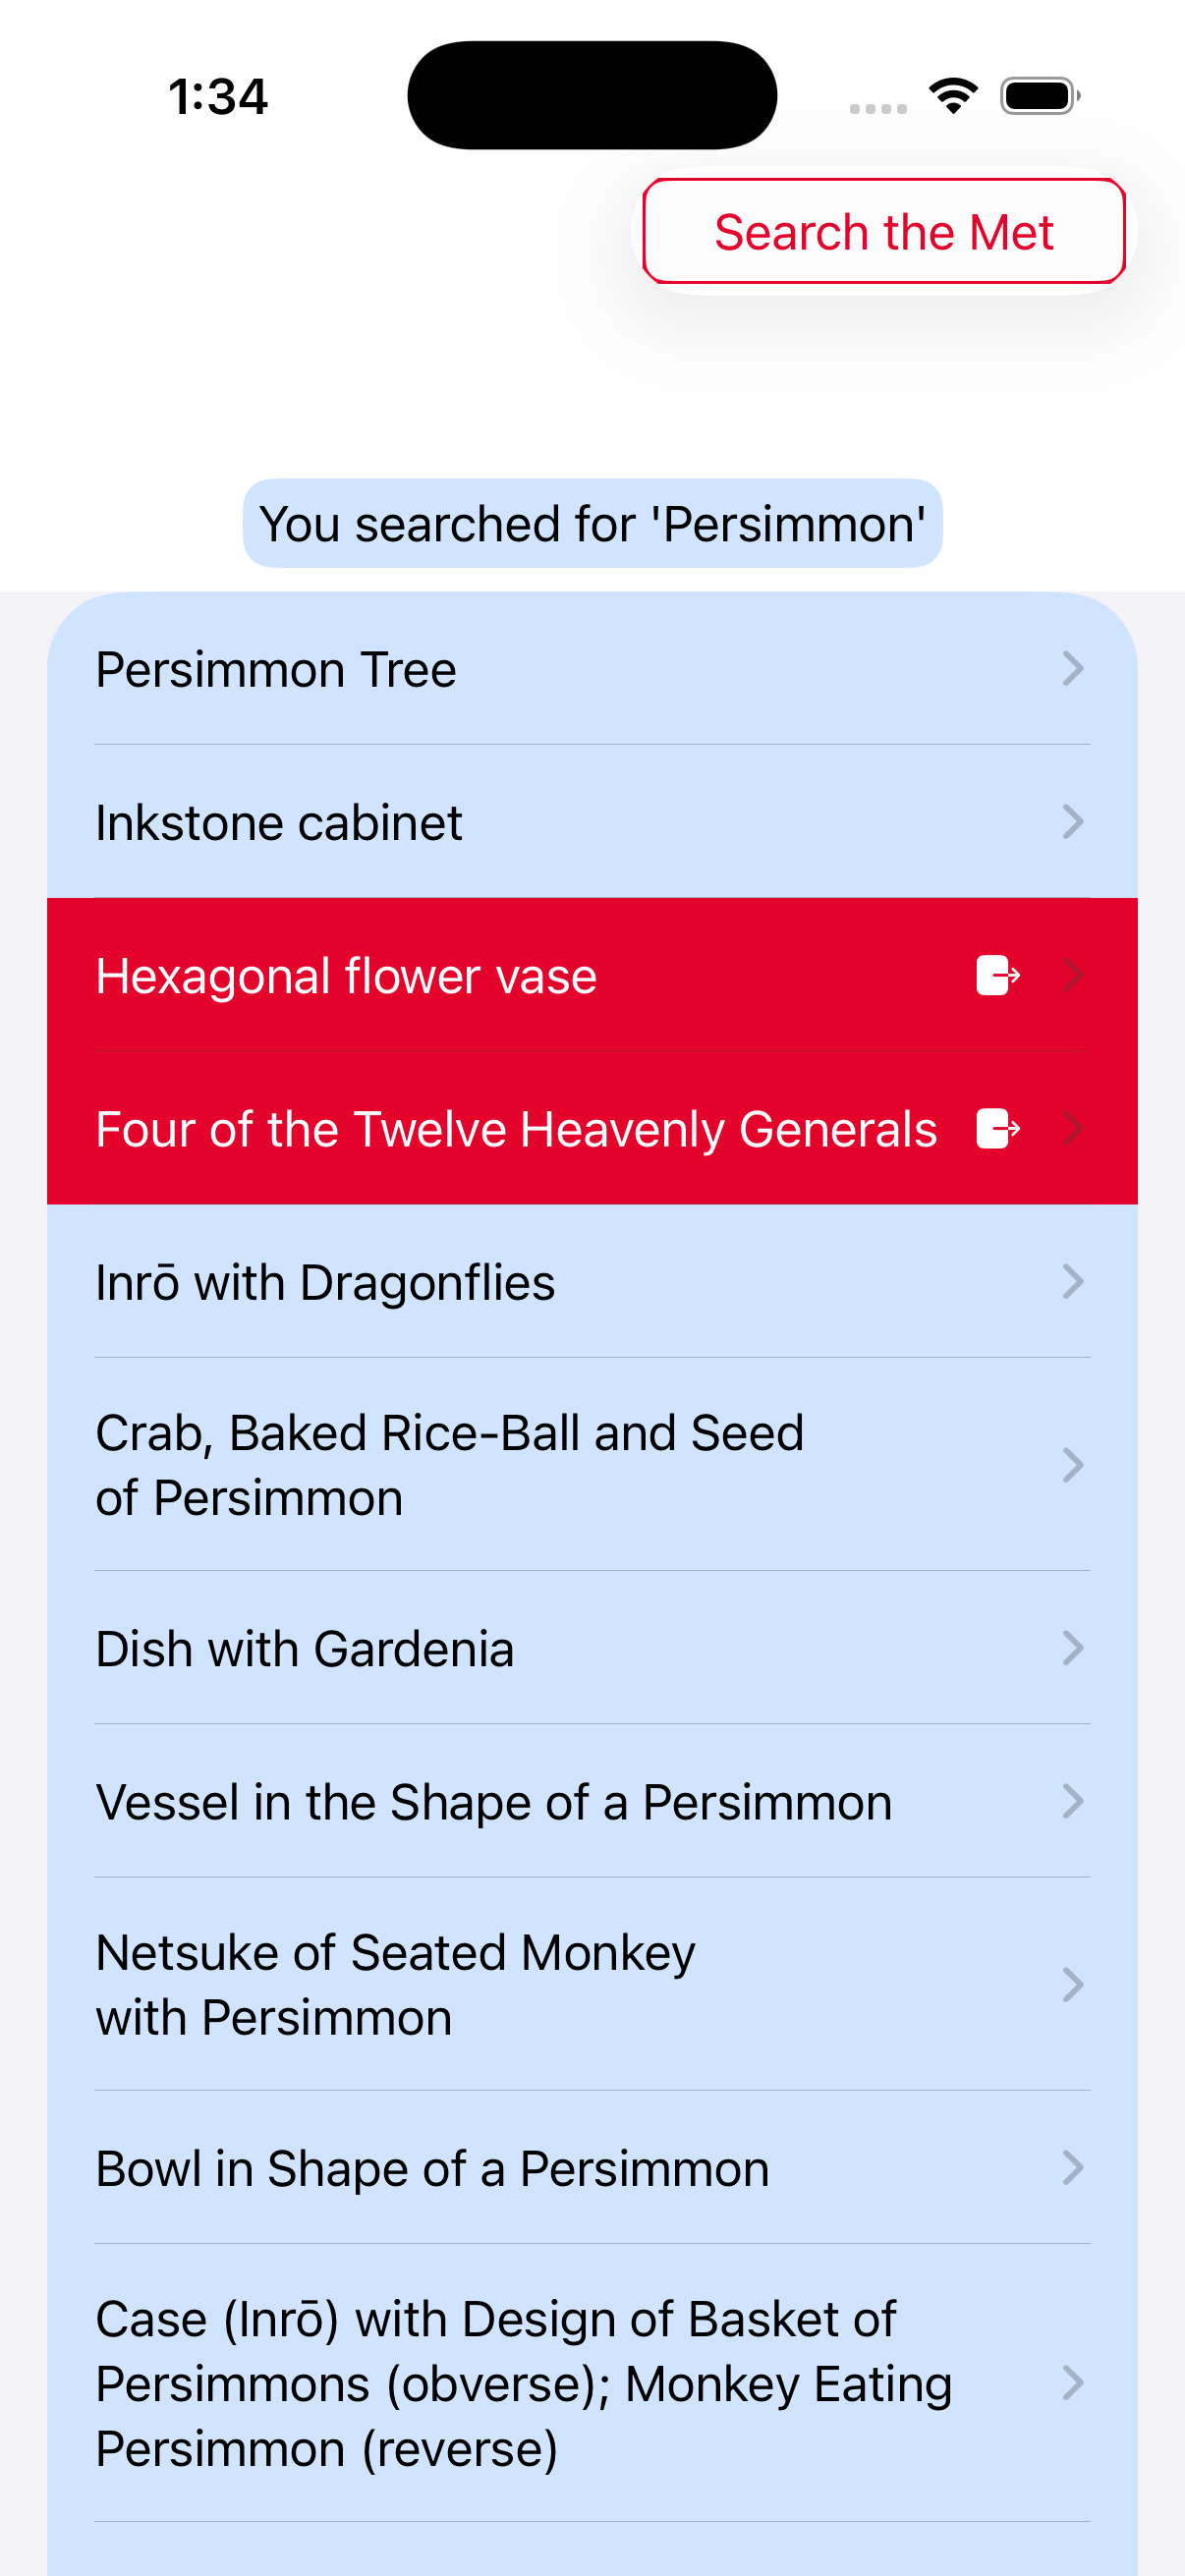 1:34
Search the Met
You searched for 'Persimmon'
Persimmon Tree
Inkstone cabinet
Hexagonal flower vase
Four of the Twelve Heavenly Generals
Inrō with Dragonflies
Crab, Baked Rice-Ball and Seed
of Persimmon
Dish with Gardenia
Vessel in the Shape of a Persimmon
Netsuke of Seated Monkey
with Persimmon
Bowl in Shape of a Persimmon
Case (Inrō) with Design of Basket of
Persimmons (obverse); Monkey Eating
Persimmon (reverse)